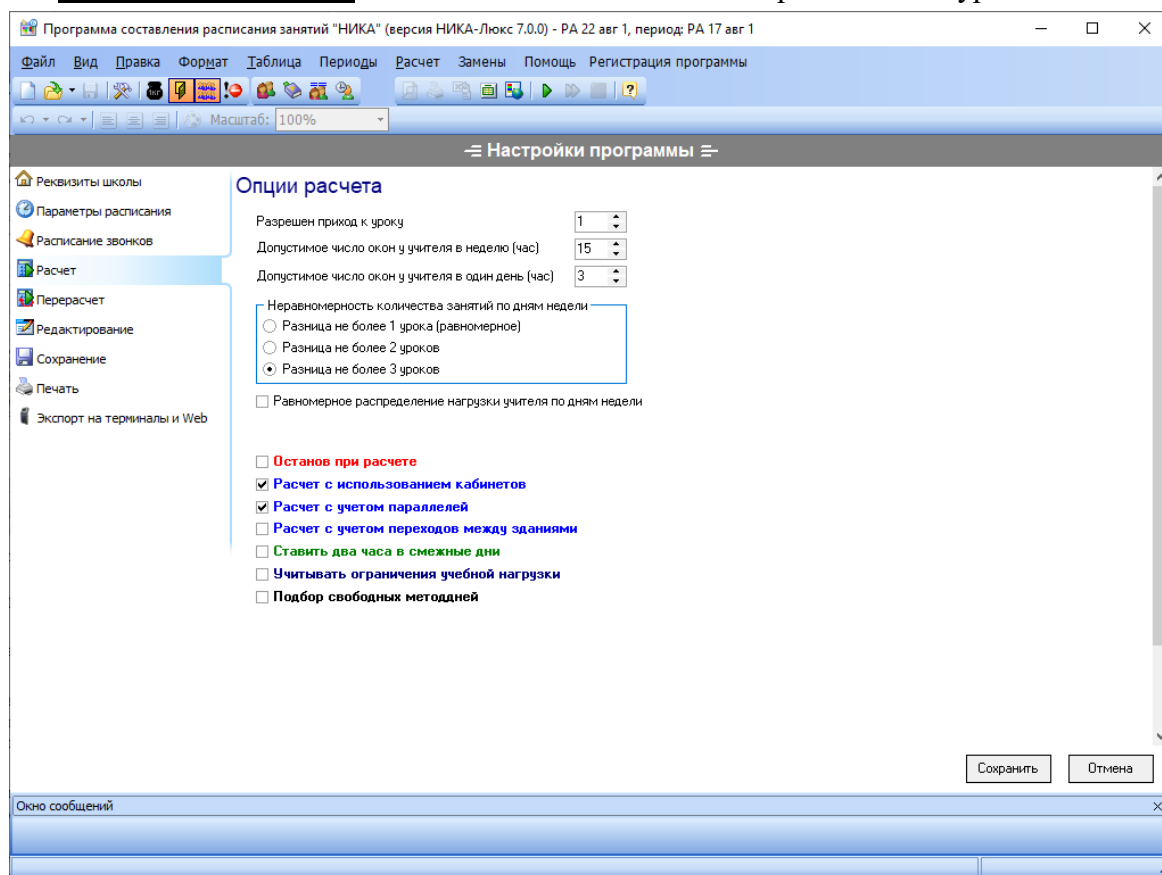 Программа составления расписания занятий "НИКА" (версия НИКА-Люкс 7.0.0) - РА 22 авг 1, период: РА 17 авг 1
Файл Вид Правка Формат Таблица Периоды Расчет Замены Помощь Регистрация программы
Масштаб: 100%
Настройки программы
Реквизиты школы
Параметры расписания
Расписание звонков
Расчет
Перерасчет
Редактирование
Сохранение
Печать
Экспорт на терминалы и Web
Опции расчета
Разрешен приход к уроку 1
Допустимое число окон у учителя в неделю (час) 15
Допустимое число окон у учителя в один день (час) 3
Неравномерность количества занятий по дням недели
Разница не более 1 урока (равномерное)
Разница не более 2 уроков
Разница не более 3 уроков
Равномерное распределение нагрузки учителя по дням недели
Останов при расчете
Расчет с использованием кабинетов
Расчет с учетом параллелей
Расчет с учетом переходов между зданиями
Ставить два часа в смежные дни
Учитывать ограничения учебной нагрузки
Подбор свободных методдней
Сохранить Отмена
Окно сообщений